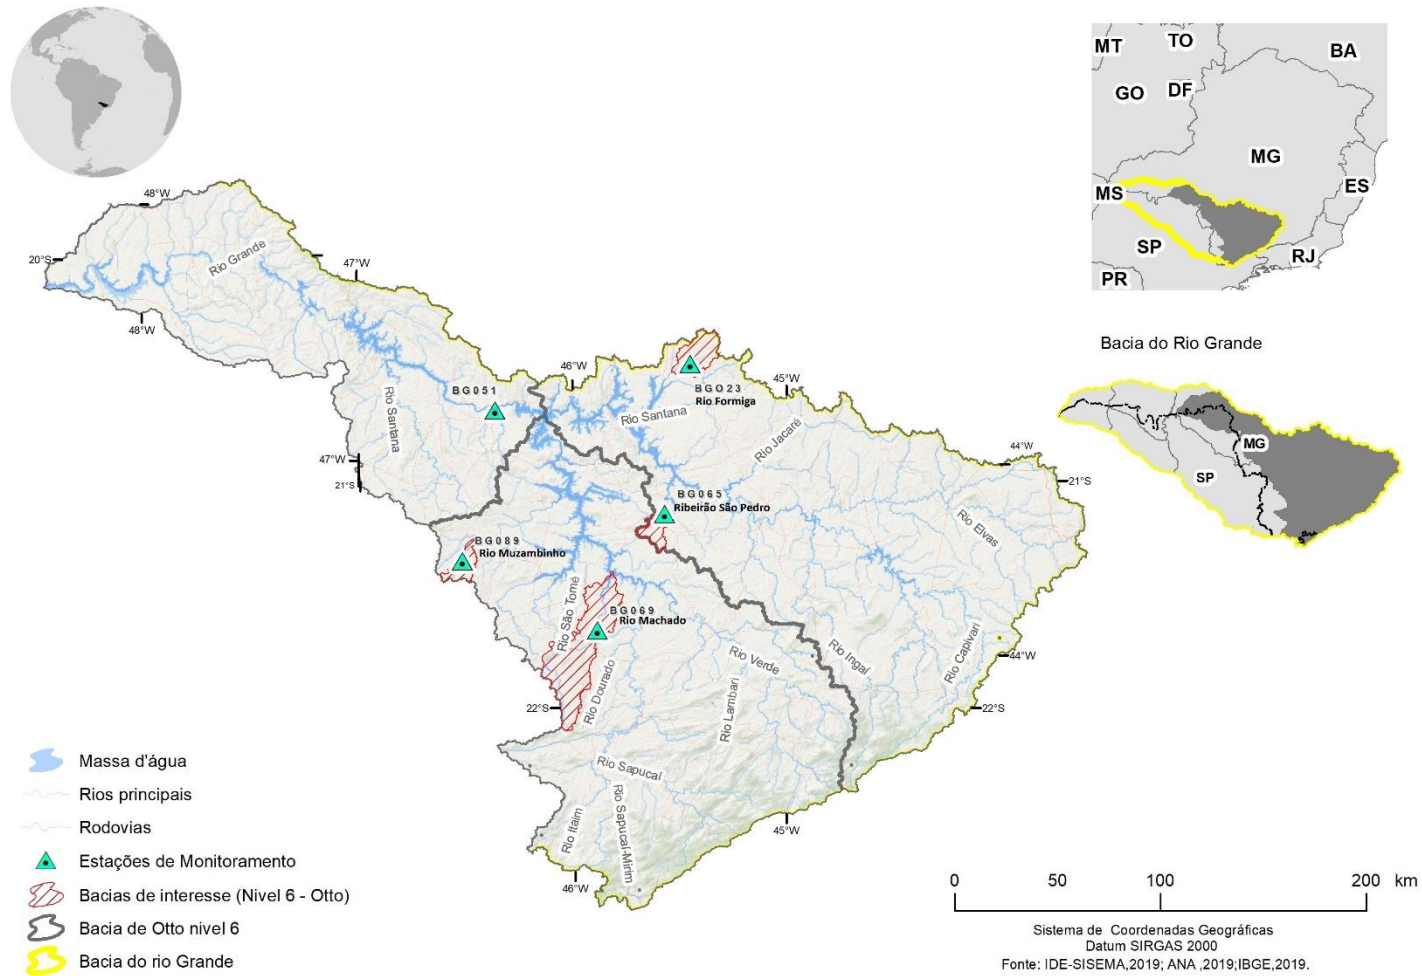 MT
TO
BA
GO
DF
MG
ES
MS
SP
RJ
PR
48°W
20°S
Rio Grande
47°W
48°W
Bacia do Rio Grande
46°W
45°W
BG051
BGO23
Rio Formiga
Rio Santana
Rio Santana
Rio Jacaré
44°W
MG
SP
47°W
21°S
21°S
BG065
Ribeirão São Pedro
Rio Elvas
BG089
Rio Muzambinho
BG069
Rio Machado
Rio São Tomé
Rio Verde
Rio Ingaí
Rio Capivari
44°W
Rio Dourado
Rio Lambari
22°S
22°S
Rio Sapucaí
Rio Itaim
Rio Sapucaí-Mirim
45°W
46°W
Massa d'água
Rios principais
Rodovias
Estações de Monitoramento
Bacias de interesse (Nivel 6 - Otto)
Bacia de Otto nivel 6
Bacia do rio Grande
0 50 100 200 km
Sistema de Coordenadas Geográficas
Datum SIRGAS 2000
Fonte: IDE-SISEMA,2019; ANA ,2019;IBGE,2019.